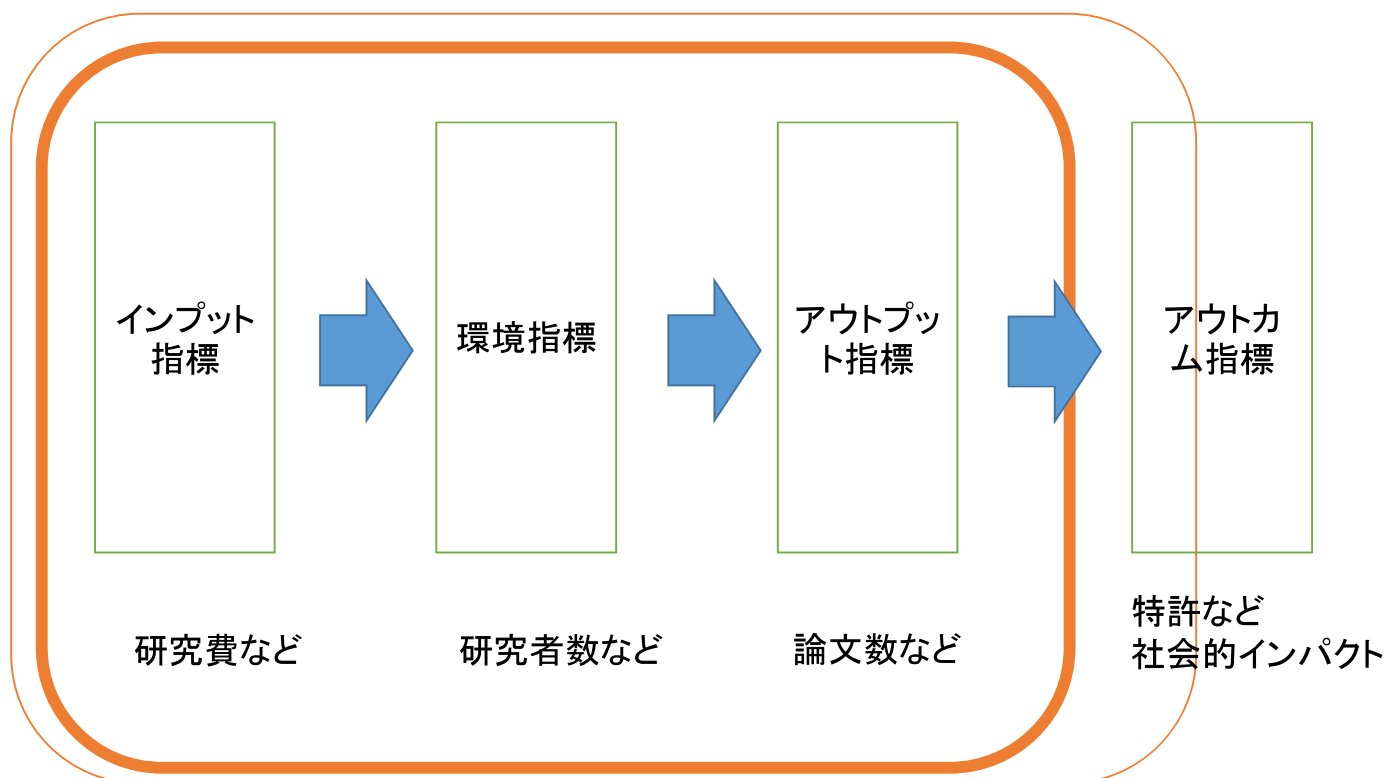 インプット
指標
環境指標
アウトプッ
ト指標
アウトカ
ム指標
研究費など
研究者数など
論文数など
特許など
社会的インパクト